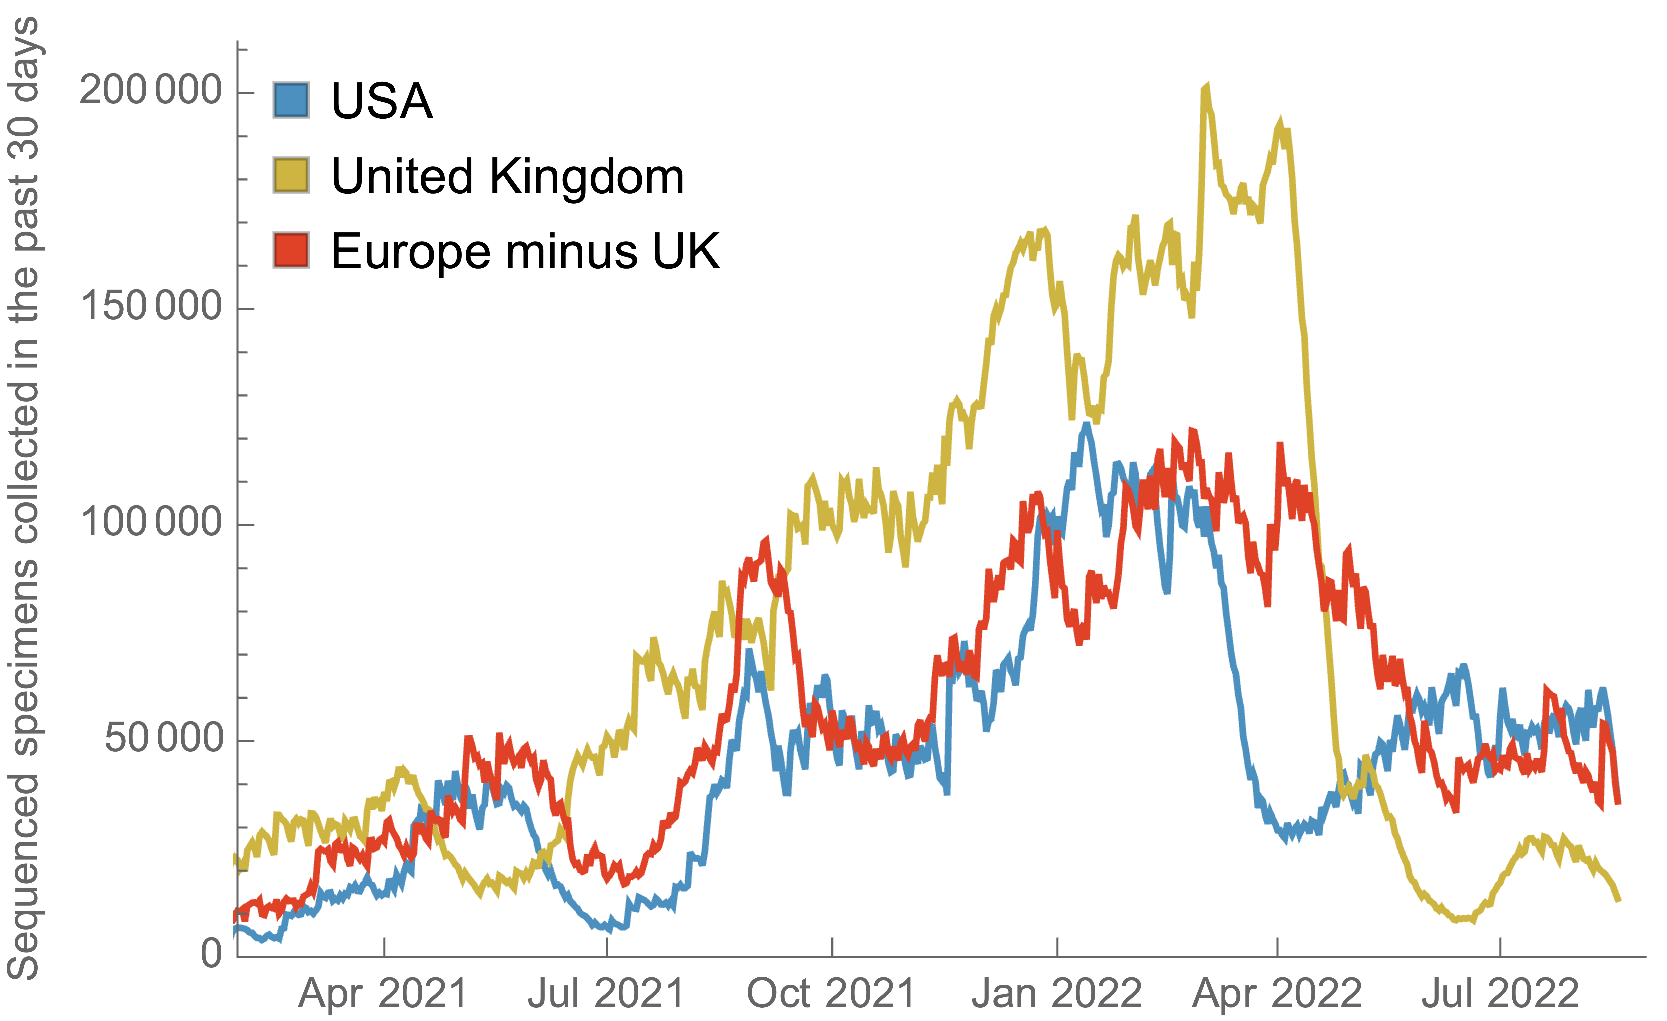 Sequenced specimens collected in the past 30 days
200 000
150 000
100 000
50 000
0
USA
United Kingdom
Europe minus UK
Apr 2021
Jul 2021
Oct 2021
Jan 2022
Apr 2022
Jul 2022